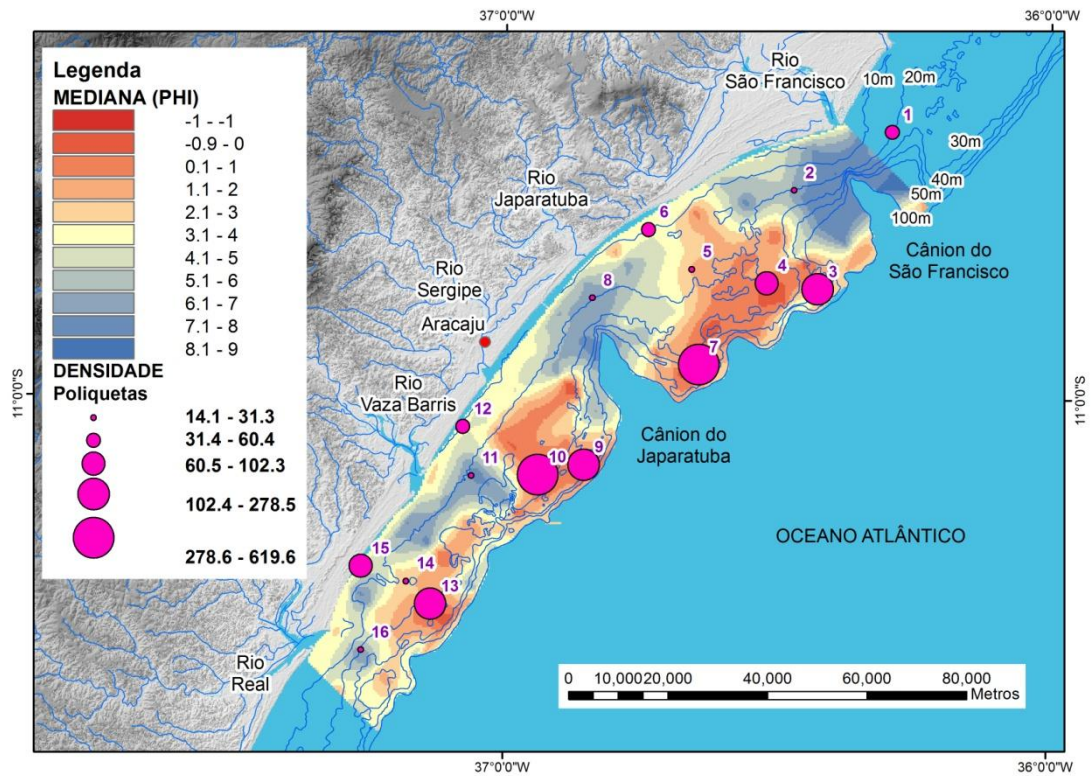 37°0'0"W
36°0'0"W
Legenda
MEDIANA (PHI)
-1 - -1
-0.9 - 0
0.1 - 1
1.1 - 2
2.1 - 3
3.1 - 4
4.1 - 5
5.1 - 6
6.1 - 7
7.1 - 8
8.1 - 9
DENSIDADE
Poliquetas
14.1 - 31.3
31.4 - 60.4
60.5 - 102.3
102.4 - 278.5
278.6 - 619.6
Rio
São Francisco
10m
20m
30m
40m
50m
100m
1
2
Rio
Japaratuba
6
5
4
3
Cânion do
São Francisco
Rio
Sergipe
8
Aracaju
7
11°0'0"S
11°0'0"S
Rio
Vaza Barris
12
Cânion do
Japaratuba
11
10
9
OCEANO ATLÂNTICO
15
14
13
16
Rio
Real
0
10,000
20,000
40,000
60,000
80,000
Metros
37°0'0"W
36°0'0"W